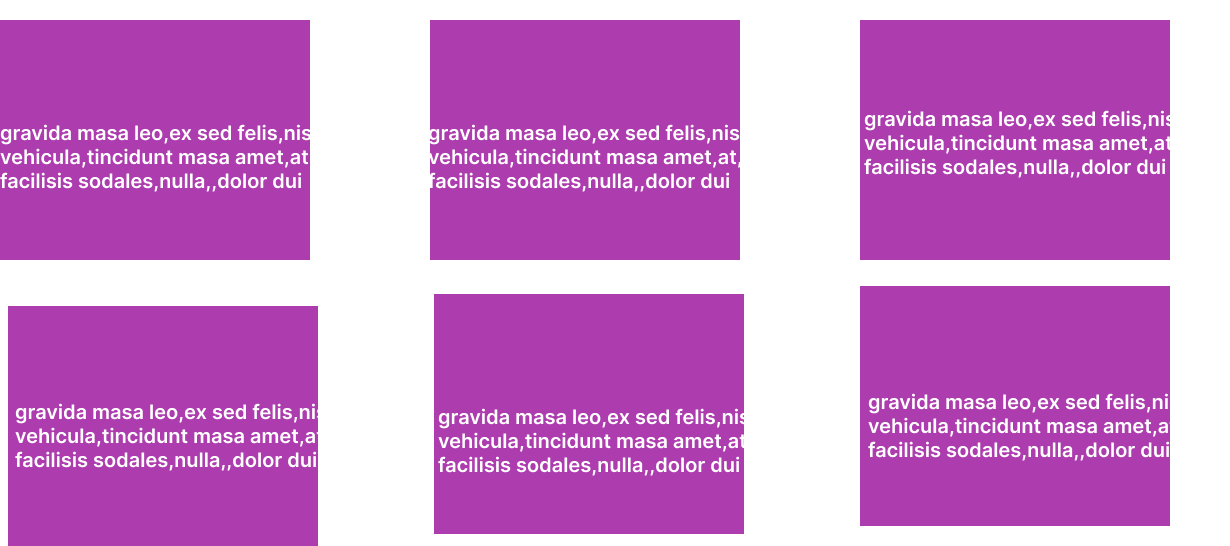 gravida masa leo,ex sed felis,nis
vehicula,tincidunt masa amet,at
facilisis sodales,nulla,,dolor dui
gravida masa leo,ex sed felis,nis
vehicula,tincidunt masa amet,at,
facilisis sodales,nulla,,dolor dui
gravida masa leo,ex sed felis,nis
vehicula,tincidunt masa amet,at
facilisis sodales,nulla,,dolor dui
gravida masa leo,ex sed felis,nis
vehicula,tincidunt masa amet,at
facilisis sodales,nulla,,dolor dui
gravida masa leo,ex sed felis,nis
vehicula,tincidunt masa amet,at
facilisis sodales,nulla,,dolor dui
gravida masa leo,ex sed felis,ni
vehicula,tincidunt masa amet,a
facilisis sodales,nulla,,dolor dui